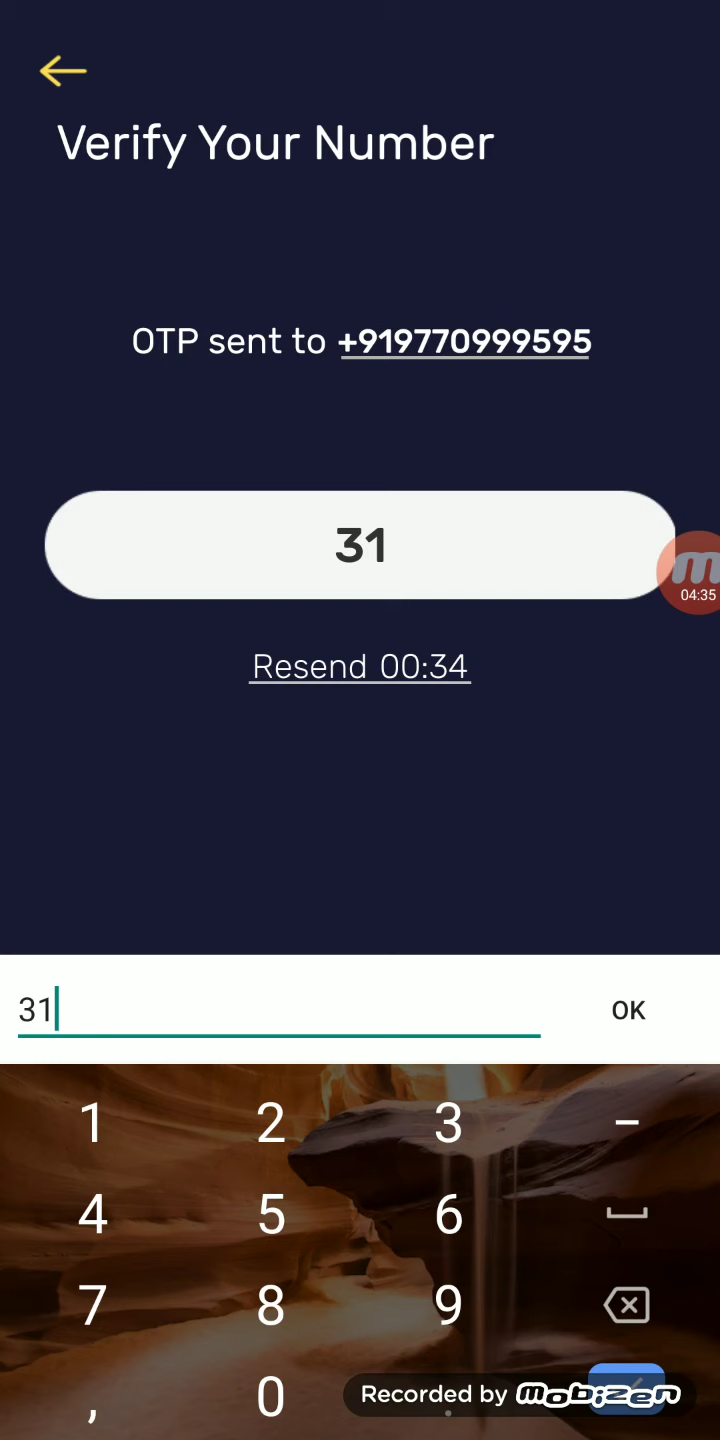 Verify Your Number
OTP sent to +919770999595
31
m
04:35
Resend 00:34
31
OK
1 2 3 –
4 5 6
7 8 9
, 0 .
Recorded by mobizen